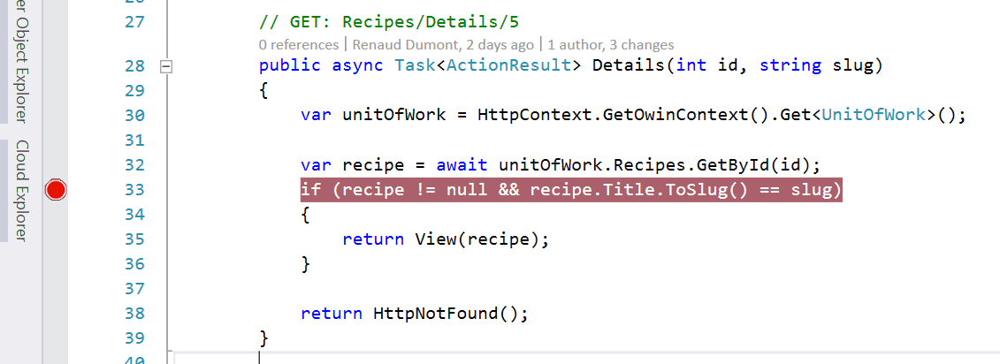 er Object Explorer
Cloud Explorer
27 // GET: Recipes/Details/5
0 references | Renaud Dumont, 2 days ago | 1 author, 3 changes
28 public async Task<ActionResult> Details(int id, string slug)
29 {
30 var unitOfWork = HttpContext.GetOwinContext().Get<UnitOfWork>();
31
32 var recipe = await unitOfWork.Recipes.GetById(id);
33 if (recipe != null && recipe.Title.ToSlug() == slug)
34 {
35 return View(recipe);
36 }
37
38 return HttpNotFound();
39 }
40